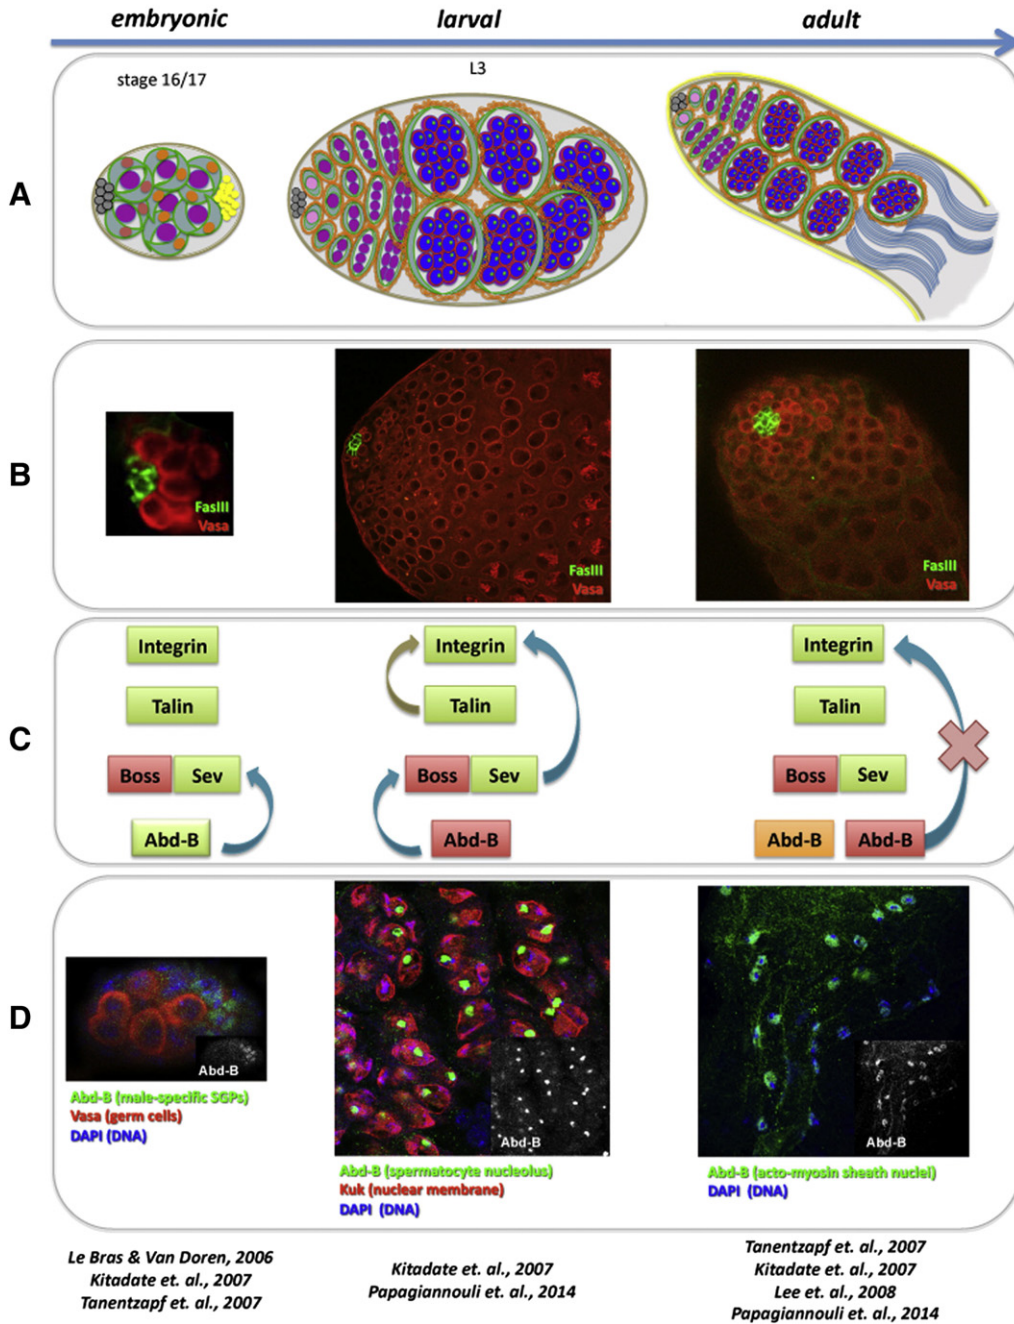 embryonic larval adult
A
stage 16/17
L3
B
FasIII
Vasa
FasIII
Vasa
FasIII
Vasa
C
Integrin
Talin
Boss Sev
Abd-B
Integrin
Talin
Boss Sev
Abd-B
Integrin
Talin
Boss Sev
Abd-B Abd-B
D
Abd-B
Abd-B (male-specific SGPs)
Vasa (germ cells)
DAPI (DNA)
Abd-B
Abd-B (spermatocyte nucleolus)
Kuk (nuclear membrane)
DAPI (DNA)
Abd-B
Abd-B (acto-myosin sheath nuclei)
DAPI (DNA)
Le Bras & Van Doren, 2006
Kitadate et. al., 2007
Tanentzapf et. al., 2007
Kitadate et. al., 2007
Papagiannouli et. al., 2014
Tanentzapf et. al., 2007
Kitadate et. al., 2007
Lee et. al., 2008
Papagiannouli et. al., 2014